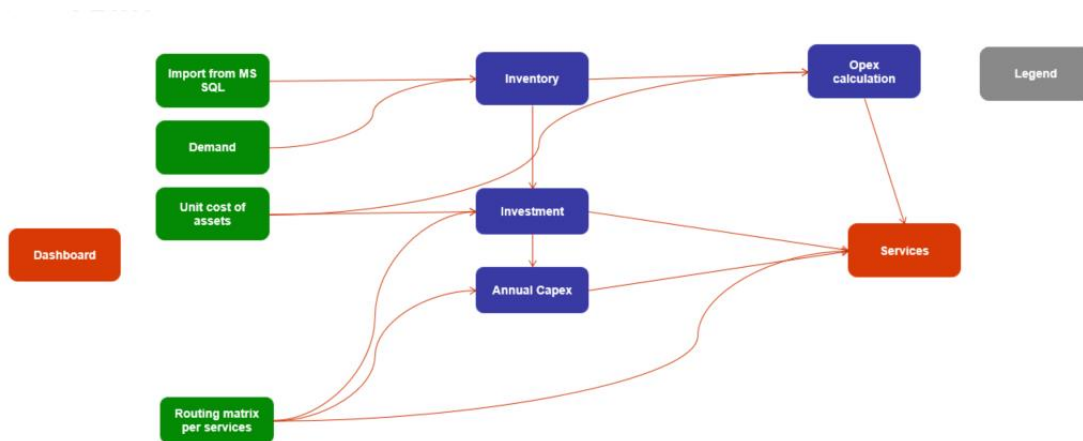 Import from MS
SQL
Inventory
Opex
calculation
Legend
Demand
Unit cost of
assets
Investment
Dashboard
Services
Annual Capex
Routing matrix
per services